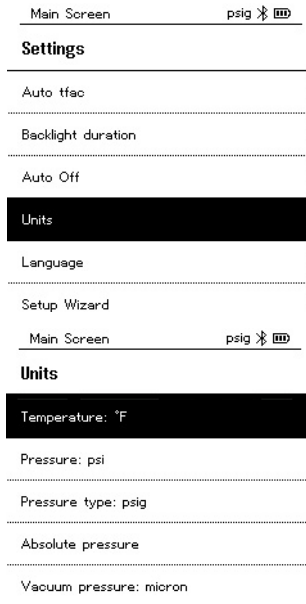 Main Screen psig
Settings
Auto tfac
Backlight duration
Auto Off
Units
Language
Setup Wizard
Main Screen psig
Units
Temperature: °F
Pressure: psi
Pressure type: psig
Absolute pressure
Vacuum pressure: micron